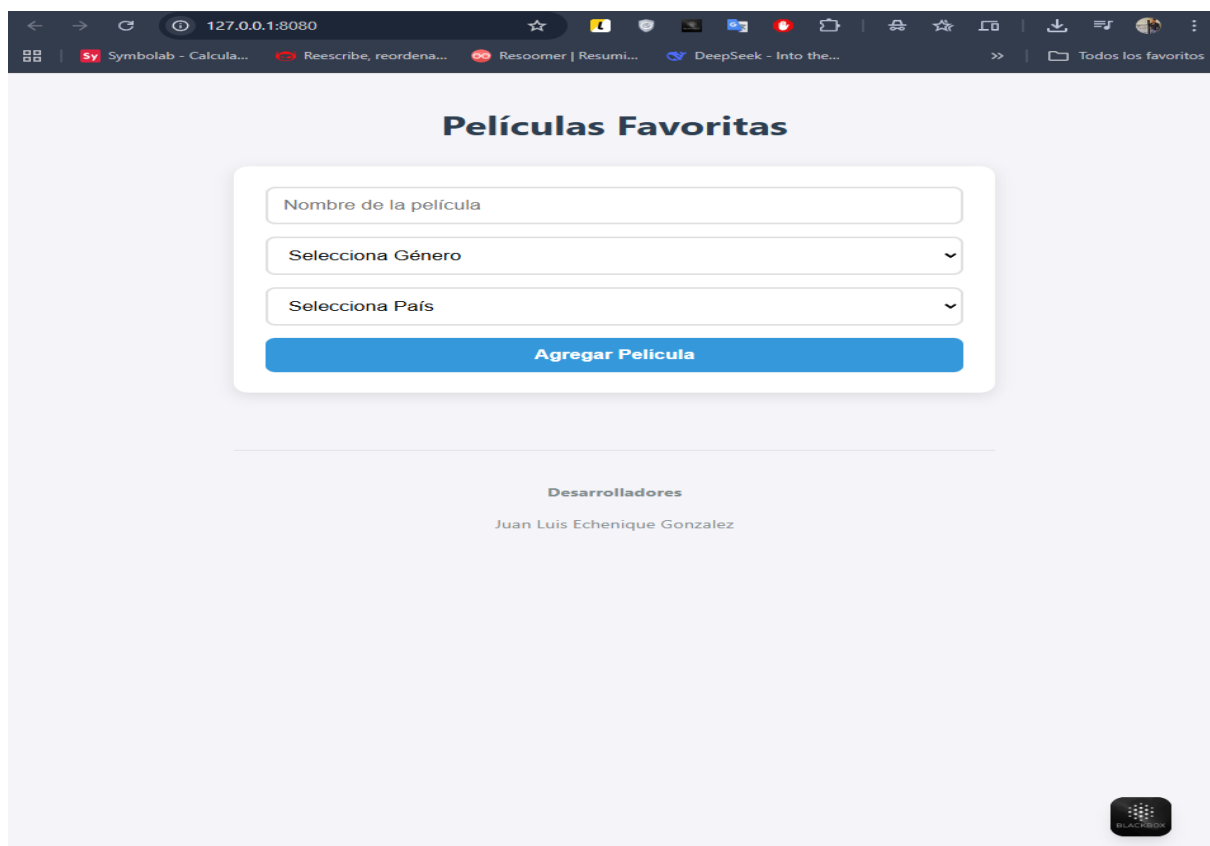 127.0.0.1:8080
Sy Symbolab - Calcula... Reescribe, reordena... Resoomer | Resumi... DeepSeek - Into the... » Todos los favoritos
Películas Favoritas
Nombre de la película
Selecciona Género
Selecciona País
Agregar Película
Desarrolladores
Juan Luis Echenique Gonzalez
BLACKBOX